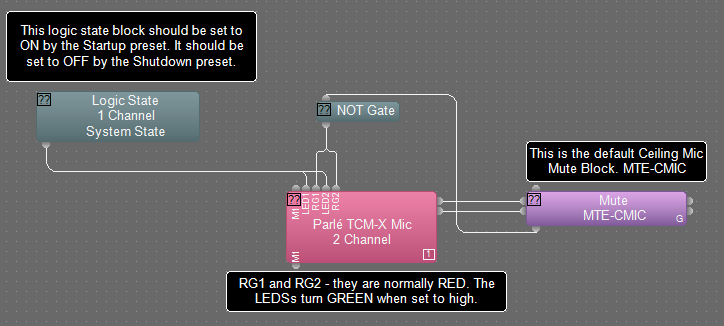 This logic state block should be set to
ON by the Startup preset. It should be
set to OFF by the Shutdown preset.
??
Logic State
1 Channel
System State
??
NOT Gate
This is the default Ceiling Mic
Mute Block. MTE-CMIC
??
M1
LED1
RG1
LED2
RG2
Parlé TCM-X Mic
2 Channel
1
M1
??
Mute
MTE-CMIC
G
RG1 and RG2 - they are normally RED. The
LEDSs turn GREEN when set to high.